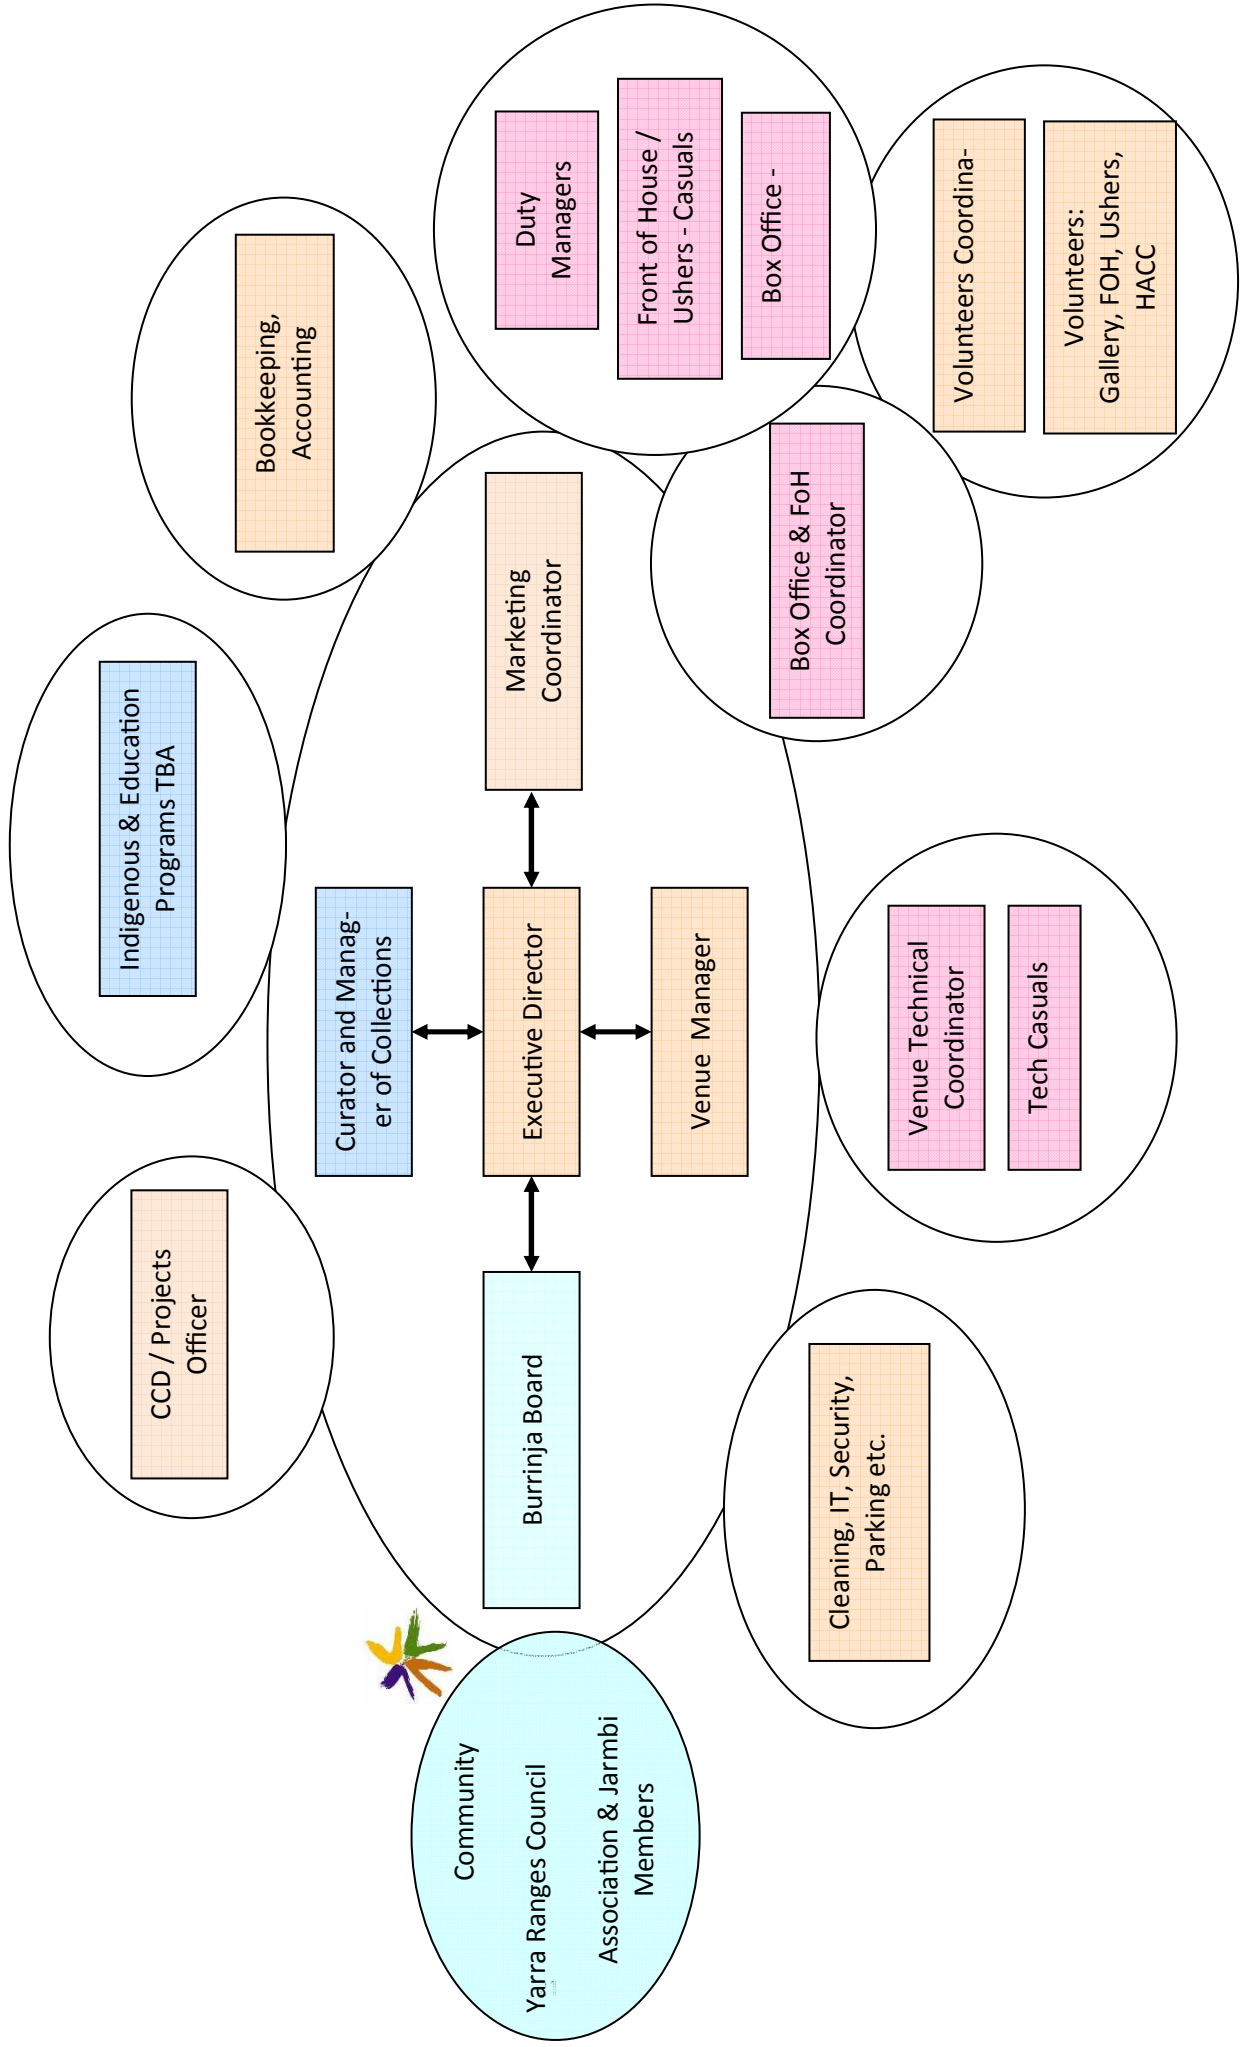 Community
Yarra Ranges Council
Association & Jarmbi
Members
Burrinja Board
CCD / Projects
Officer
Indigenous & Education
Programs TBA
Bookkeeping,
Accounting
Curator and Manag-
er of Collections
Executive Director
Venue Manager
Marketing
Coordinator
Duty
Managers
Front of House /
Ushers - Casuals
Box Office -
Box Office & FoH
Coordinator
Volunteers Coordina-
Volunteers:
Gallery, FOH, Ushers,
HACC
Venue Technical
Coordinator
Tech Casuals
Cleaning, IT, Security,
Parking etc.